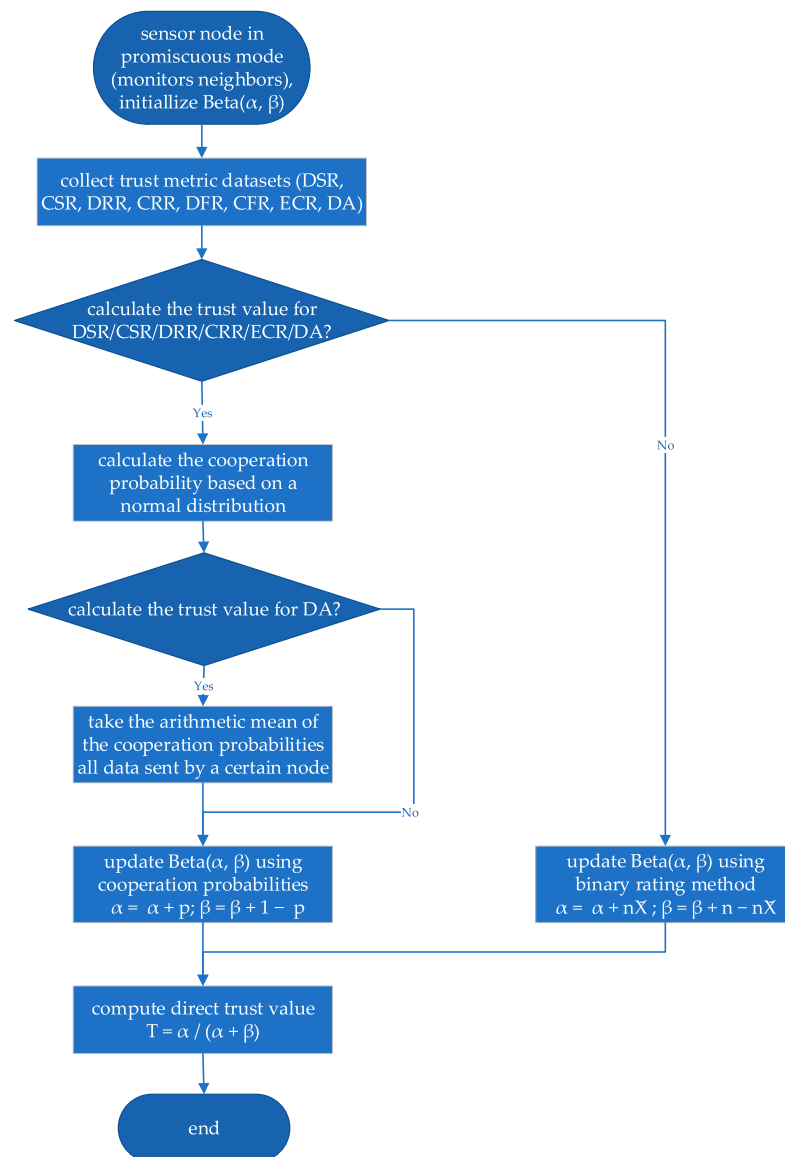 sensor node in
promiscuous mode
(monitors neighbors),
initiallize Beta(α, β)
collect trust metric datasets (DSR,
CSR, DRR, CRR, DFR, CFR, ECR, DA)
calculate the trust value for
DSR/CSR/DRR/CRR/ECR/DA?
Yes
No
calculate the cooperation
probability based on a
normal distribution
calculate the trust value for DA?
Yes
take the arithmetic mean of
the cooperation probabilities
all data sent by a certain node
No
update Beta(α, β) using
cooperation probabilities
α = α + p; β = β + 1 − p
update Beta(α, β) using
binary rating method
α = α + nX̄ ; β = β + n − nX̄
compute direct trust value
T = α / (α + β)
end